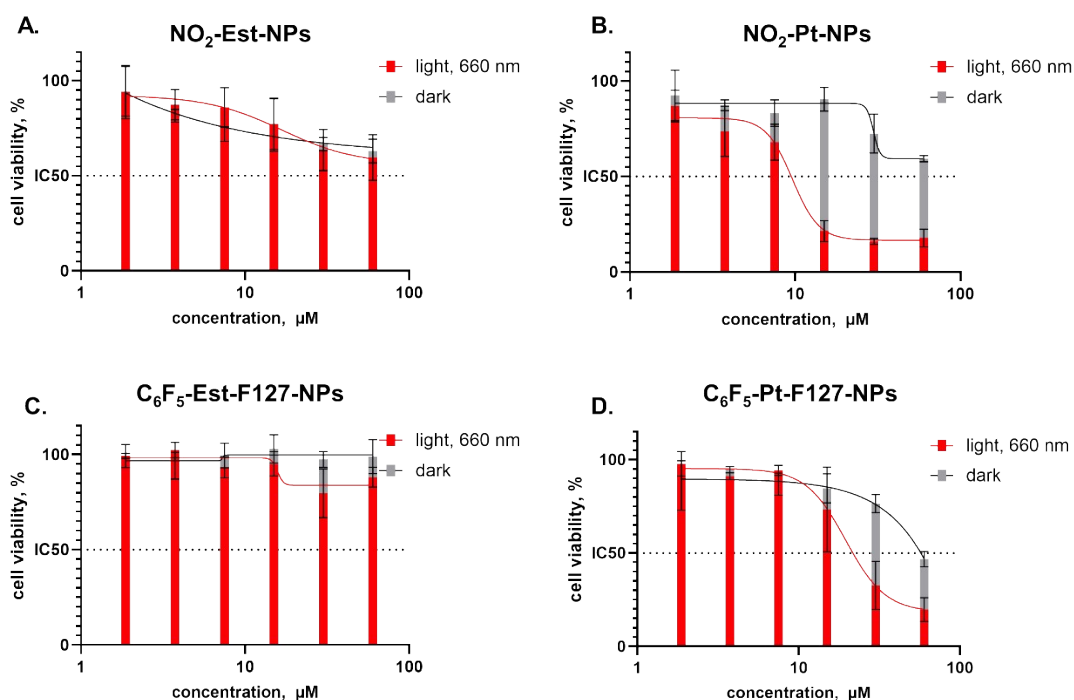 A.
NO₂-Est-NPs
light, 660 nm
dark
cell viability, %
100
IC50
0
1
10
100
concentration, µM
B.
NO₂-Pt-NPs
light, 660 nm
dark
cell viability, %
100
IC50
0
1
10
100
concentration, µM
C.
C₆F₅-Est-F127-NPs
light, 660 nm
dark
cell viability, %
100
IC50
0
1
10
100
concentration, µM
D.
C₆F₅-Pt-F127-NPs
light, 660 nm
dark
cell viability, %
100
IC50
0
1
10
100
concentration, µM